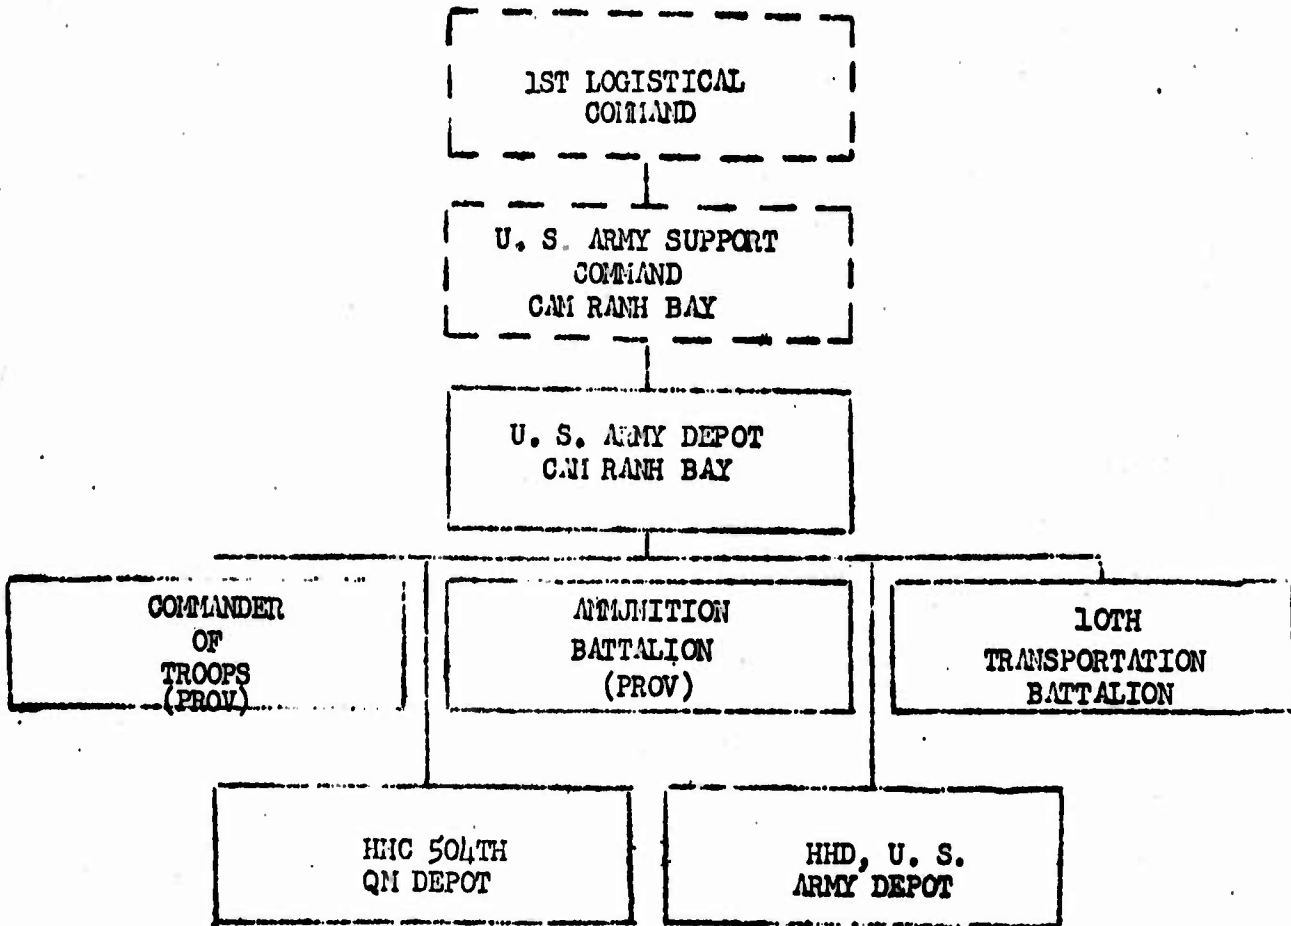 1ST LOGISTICAL
COMMAND
U. S. ARMY SUPPORT
COMMAND
CAM RANH BAY
U. S. ARMY DEPOT
CAM RANH BAY
COMMANDER
OF
TROOPS
(PROV)
AMMUNITION
BATTALION
(PROV)
10TH
TRANSPORTATION
BATTALION
HHC 504TH
QM DEPOT
HHD, U. S.
ARMY DEPOT